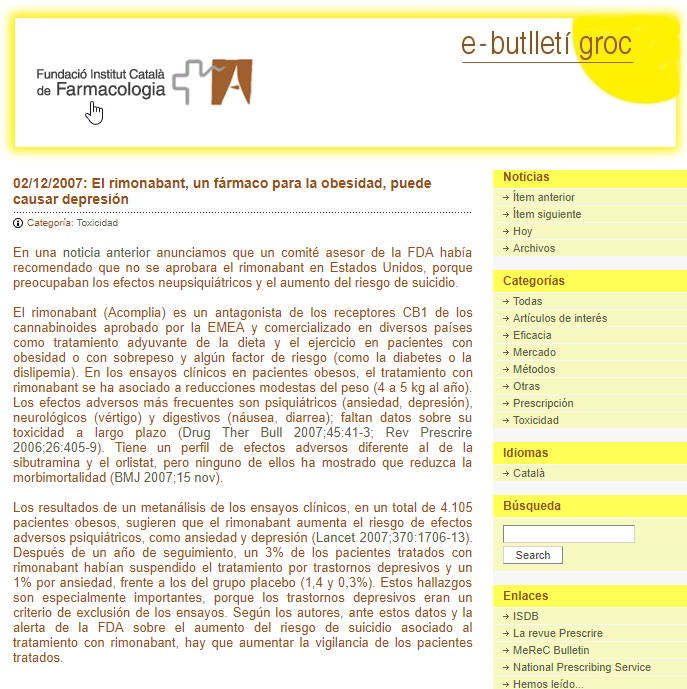 e-butlletí groc
Fundació Institut Català
de Farmacologia
02/12/2007: El rimonabant, un fármaco para la obesidad, puede
causar depresión
Categoría: Toxicidad
En una noticia anterior anunciamos que un comité asesor de la FDA había
recomendado que no se aprobara el rimonabant en Estados Unidos, porque
preocupaban los efectos neupsiquiátricos y el aumento del riesgo de suicidio.
El rimonabant (Acomplia) es un antagonista de los receptores CB1 de los
cannabinoides aprobado por la EMEA y comercializado en diversos países
como tratamiento adyuvante de la dieta y el ejercicio en pacientes con
obesidad o con sobrepeso y algún factor de riesgo (como la diabetes o la
dislipemia). En los ensayos clínicos en pacientes obesos, el tratamiento con
rimonabant se ha asociado a reducciones modestas del peso (4 a 5 kg al año).
Los efectos adversos más frecuentes son psiquiátricos (ansiedad, depresión),
neurológicos (vértigo) y digestivos (náusea, diarrea); faltan datos sobre su
toxicidad a largo plazo (Drug Ther Bull 2007;45:41-3; Rev Prescrire
2006;26:405-9). Tiene un perfil de efectos adversos diferente al de la
sibutramina y el orlistat, pero ninguno de ellos ha mostrado que reduzca la
morbimortalidad (BMJ 2007;15 nov).
Los resultados de un metanálisis de los ensayos clínicos, en un total de 4.105
pacientes obesos, sugieren que el rimonabant aumenta el riesgo de efectos
adversos psiquiátricos, como ansiedad y depresión (Lancet 2007;370:1706-13).
Después de un año de seguimiento, un 3% de los pacientes tratados con
rimonabant habían suspendido el tratamiento por trastornos depresivos y un
1% por ansiedad, frente a los del grupo placebo (1,4 y 0,3%). Estos hallazgos
son especialmente importantes, porque los trastornos depresivos eran un
criterio de exclusión de los ensayos. Según los autores, ante estos datos y la
alerta de la FDA sobre el aumento del riesgo de suicidio asociado al
tratamiento con rimonabant, hay que aumentar la vigilancia de los pacientes
tratados.
Noticias
Ítem anterior
Ítem siguiente
Hoy
Archivos
Categorías
Todas
Artículos de interés
Eficacia
Mercado
Métodos
Otras
Prescripción
Toxicidad
Idiomas
Català
Búsqueda
Search
Enlaces
ISDB
La revue Prescrire
MeReC Bulletin
National Prescribing Service
Hemos leído...